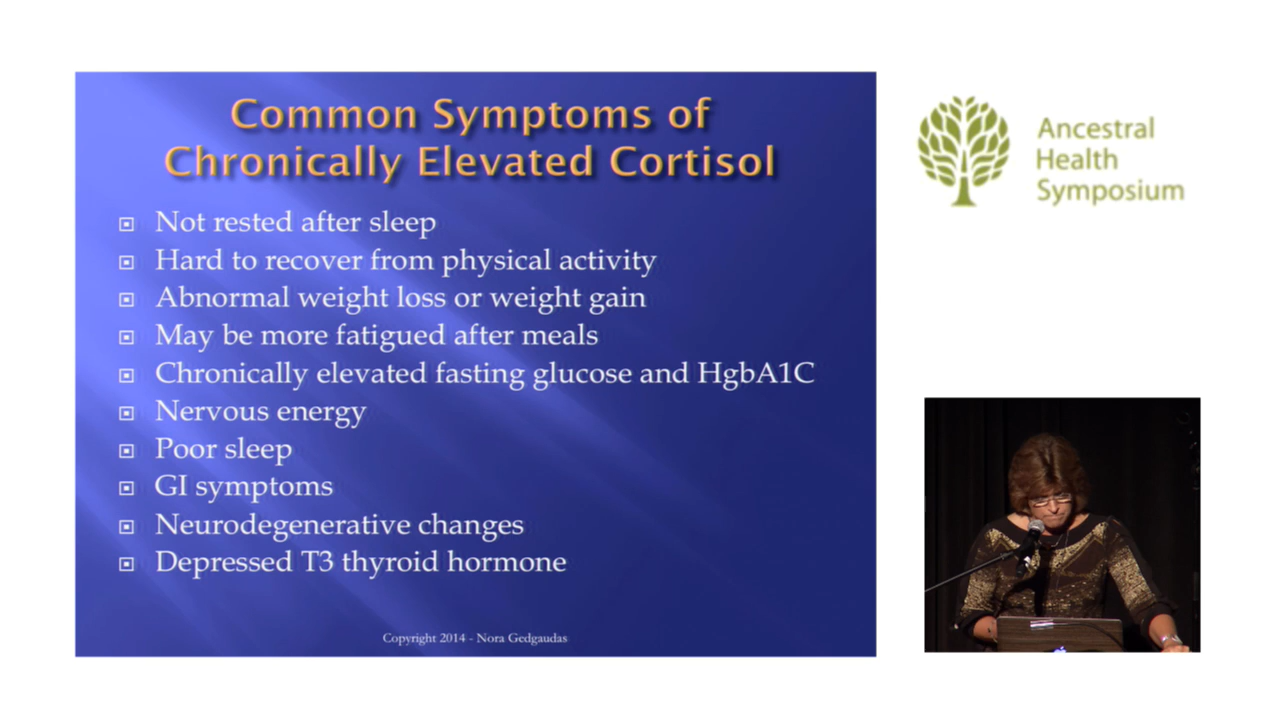 Common Symptoms of
Chronically Elevated Cortisol
Not rested after sleep
Hard to recover from physical activity
Abnormal weight loss or weight gain
May be more fatigued after meals
Chronically elevated fasting glucose and HgbA1C
Nervous energy
Poor sleep
GI symptoms
Neurodegenerative changes
Depressed T3 thyroid hormone
Copyright 2014 - Nora Gedgaudas
Ancestral
Health
Symposium